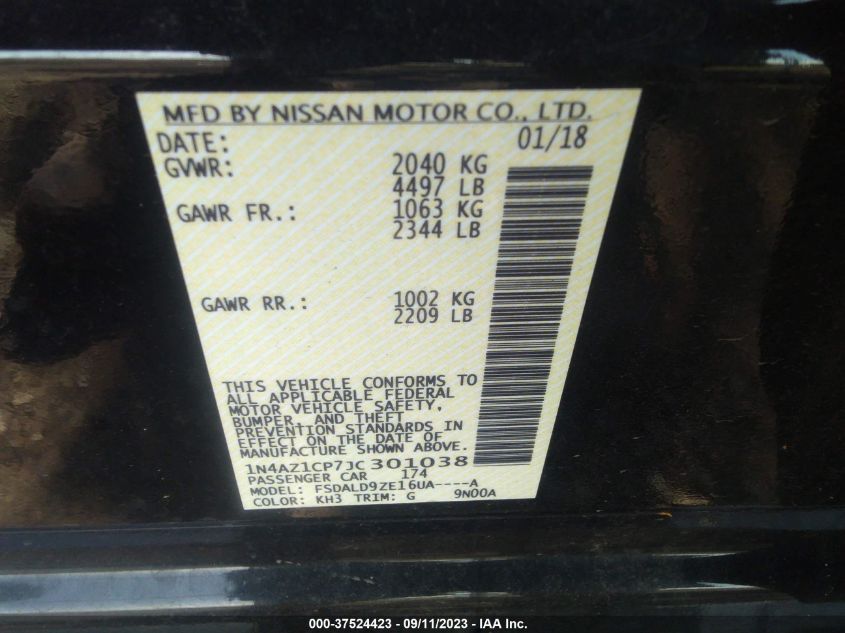 MFD BY NISSAN MOTOR CO., LTD.
DATE: 01/18
GVWR: 2040 KG
4497 LB
GAWR FR.: 1063 KG
2344 LB
GAWR RR.: 1002 KG
2209 LB
THIS VEHICLE CONFORMS TO
ALL APPLICABLE FEDERAL
MOTOR VEHICLE SAFETY,
BUMPER, AND THEFT
PREVENTION STANDARDS IN
EFFECT ON THE DATE OF
MANUFACTURE SHOWN ABOVE.
1N4AZ1CP7JC301038
PASSENGER CAR 174
MODEL: FSDALD9ZE16UA----A
COLOR: KH3 TRIM: G 9N00A
000-37524423 - 09/11/2023 - IAA Inc.